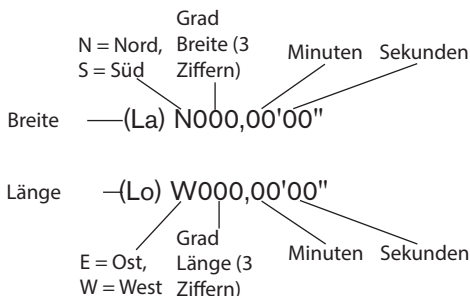 Grad
N = Nord,
Breite (3
Minuten
Sekunden
S = Süd
Ziffern)
Breite
(La) N000,00'00"
Länge
(Lo) W000,00'00"
E = Ost,
Grad
Länge (3
Minuten
Sekunden
W = West
Ziffern)